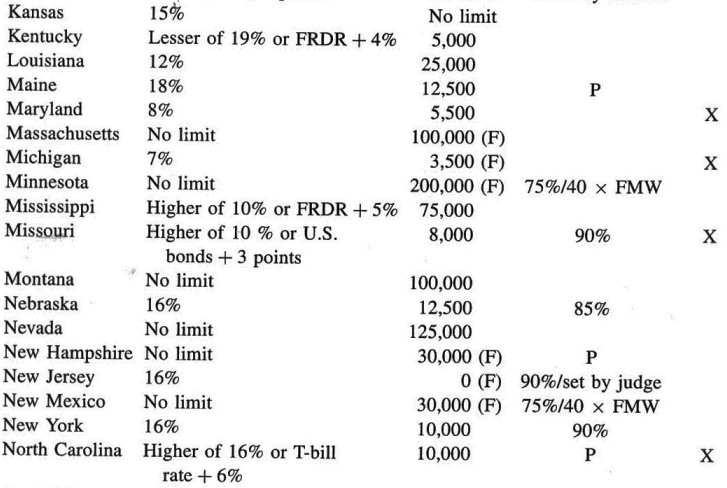 Kansas 15% No limit
Kentucky Lesser of 19% or FRDR + 4% 5,000
Louisiana 12% 25,000
Maine 18% 12,500 P
Maryland 8% 5,500 X
Massachusetts No limit 100,000 (F)
Michigan 7% 3,500 (F) X
Minnesota No limit 200,000 (F) 75%/40 × FMW
Mississippi Higher of 10% or FRDR + 5% 75,000
Missouri Higher of 10 % or U.S. 8,000 90% X
bonds + 3 points
Montana No limit 100,000
Nebraska 16% 12,500 85%
Nevada No limit 125,000
New Hampshire No limit 30,000 (F) P
New Jersey 16% 0 (F) 90%/set by judge
New Mexico No limit 30,000 (F) 75%/40 × FMW
New York 16% 10,000 90%
North Carolina Higher of 16% or T-bill 10,000 P X
rate + 6%